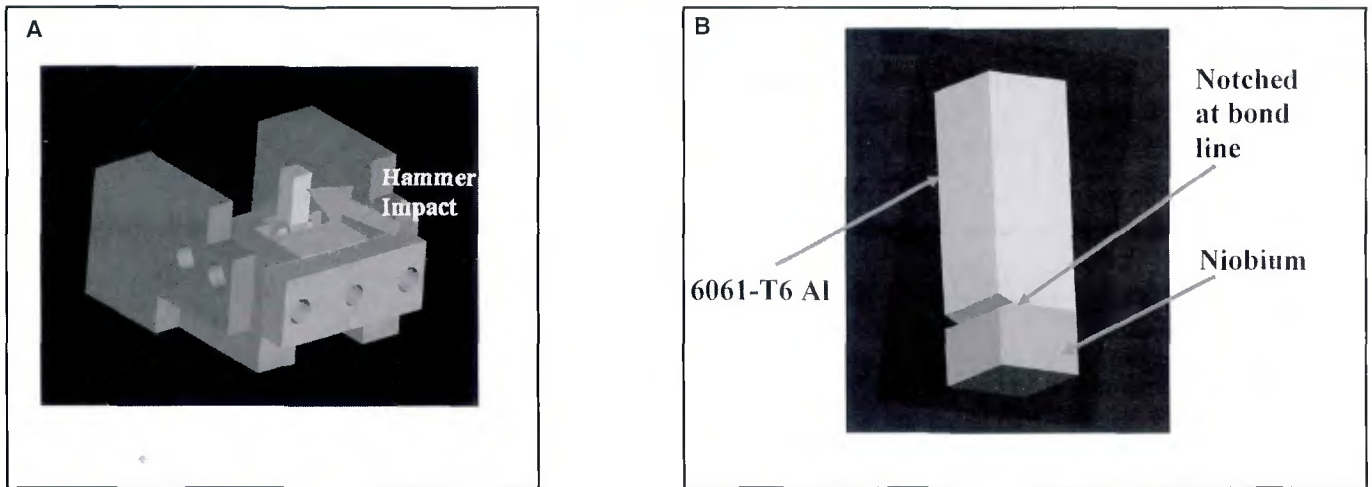 A
Hammer
Impact
B
Notched
at bond
line
Niobium
6061-T6 Al